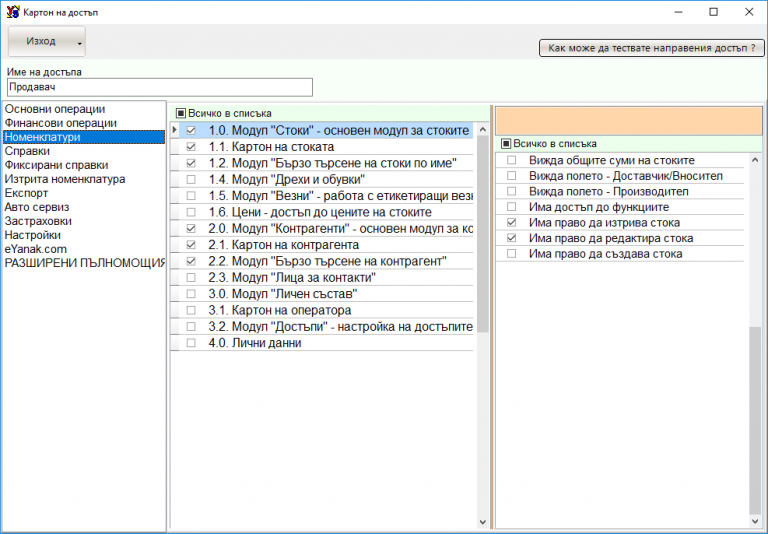 Картон на достъп
Изход
Как може да тествате направения достъп ?
Име на достъпа
Продавач
Основни операции
Финансови операции
Номенклатури
Справки
Фиксирани справки
Изтрита номенклатура
Експорт
Авто сервиз
Застраховки
Настройки
eYanak.com
РАЗШИРЕНИ ПЪЛНОМОЩИЯ
Всичко в списъка
1.0. Модул "Стоки" - основен модул за стоките
1.1. Картон на стоката
1.2. Модул "Бързо търсене на стоки по име"
1.4. Модул "Дрехи и обувки"
1.5. Модул "Везни" - работа с етикетиращи везн
1.6. Цени - достъп до цените на стоките
2.0. Модул "Контрагенти" - основен модул за ко
2.1. Картон на контрагента
2.2. Модул "Бързо търсене на контрагент"
2.3. Модул "Лица за контакти"
3.0. Модул "Личен състав"
3.1. Картон на оператора
3.2. Модул "Достъпи" - настройка на достъпите
4.0. Лични данни
Всичко в списъка
Вижда общите суми на стоките
Вижда полето - Доставчик/Вносител
Вижда полето - Производител
Има достъп до функциите
Има право да изтрива стока
Има право да редактира стока
Има право да създава стока